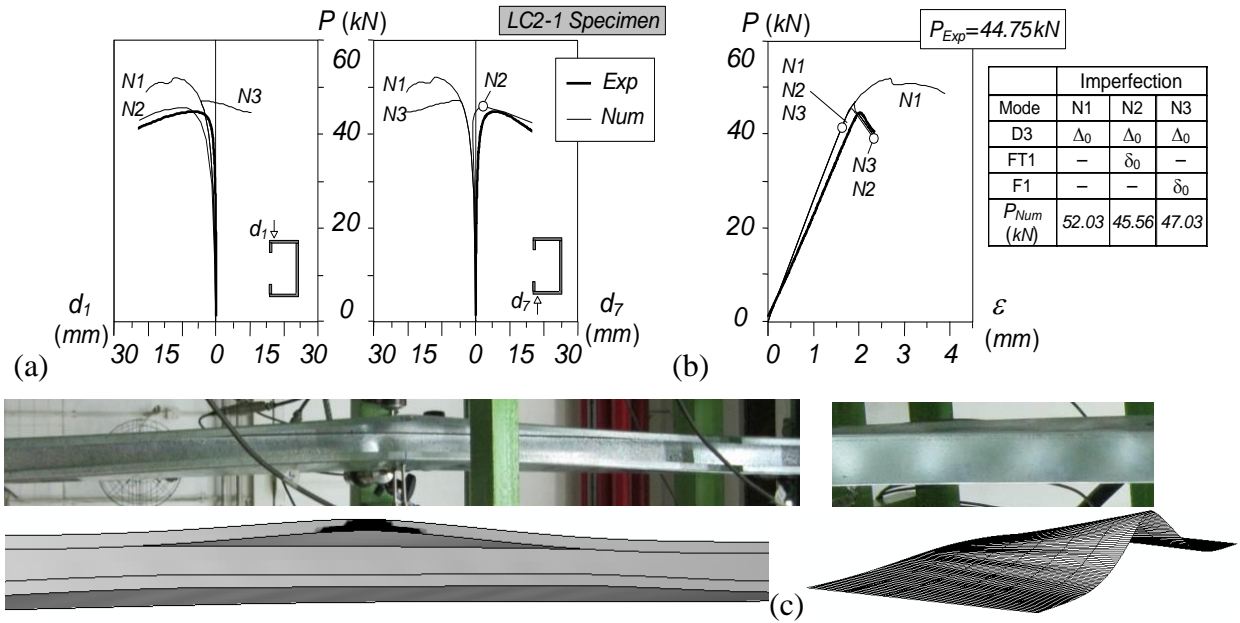 P (kN)
LC2-1 Specimen
60
N1
N2
N3
40
20
0
d1
d1
(mm)
30 15 0 15 30
(a)
N1
N3
N2
Exp
Num
d7
d7
(mm)
30 15 0 15 30
P (kN)
PExp=44.75kN
60
N1
N2
N3
N1
40
N3
N2
20
0
ε
(mm)
0 1 2 3 4
(b)
Imperfection
Mode N1 N2 N3
D3 Δ0 Δ0 Δ0
FT1 – δ0 –
F1 – – δ0
PNum (kN) 52.03 45.56 47.03
(c)